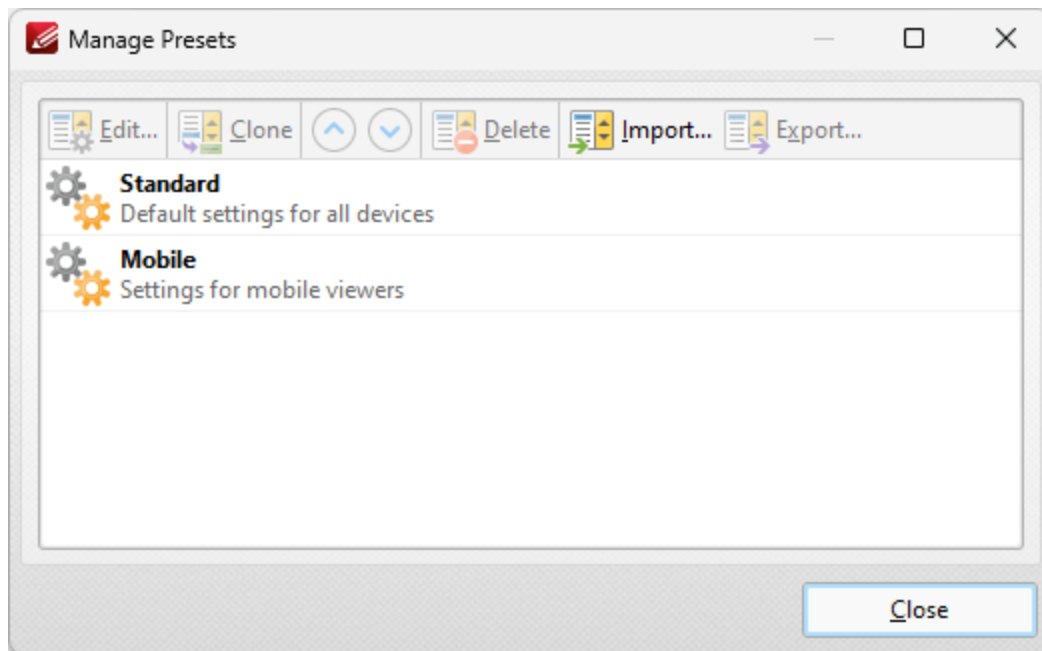 Manage Presets
Edit... Clone Delete Import... Export...
Standard
Default settings for all devices
Mobile
Settings for mobile viewers
Close